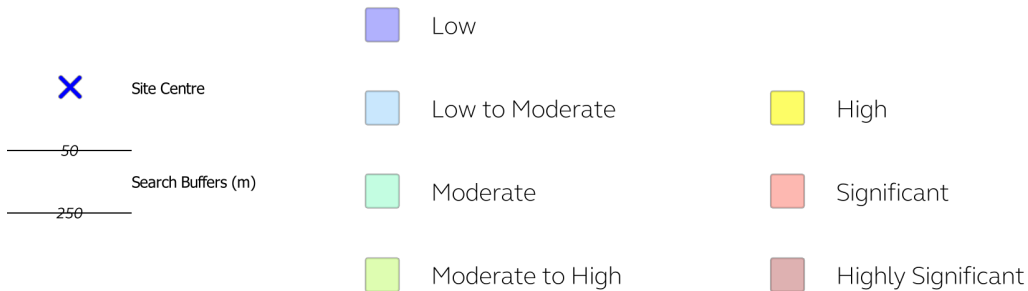 Site Centre
50
Search Buffers (m)
250
Low
Low to Moderate
Moderate
Moderate to High
High
Significant
Highly Significant